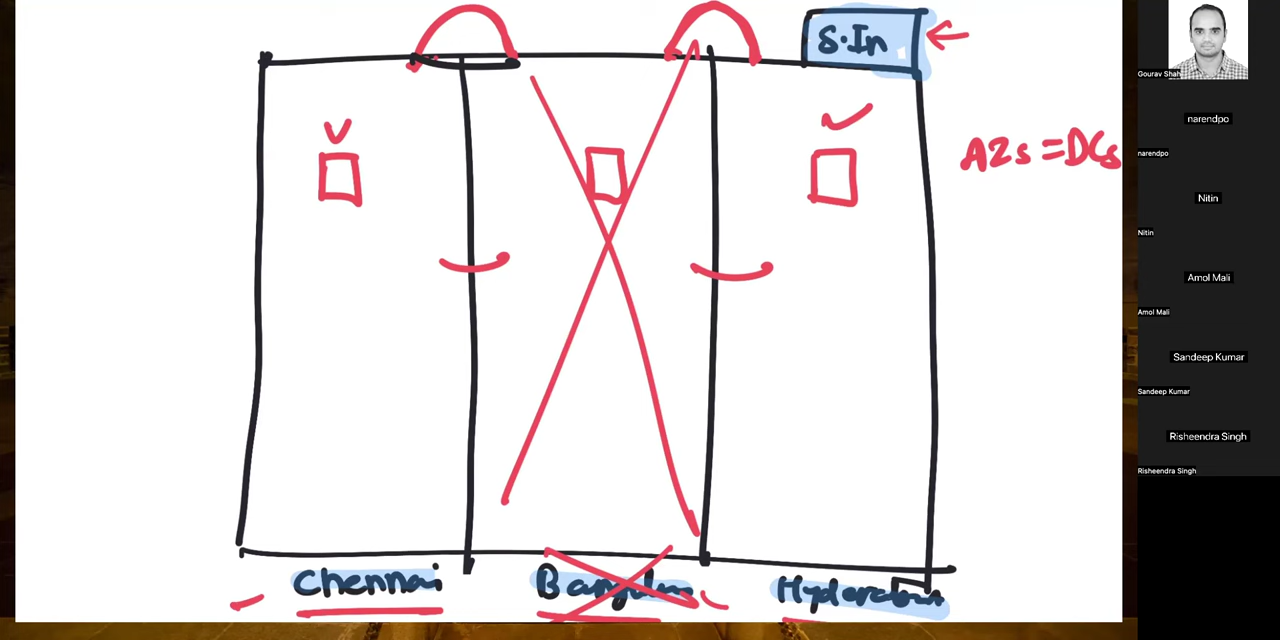 S.In
AZs = DCs
Chennai
Hyderabad
Gourav Shah
narendpo
narendpo
Nitin
Nitin
Amol Mali
Amol Mali
Sandeep Kumar
Sandeep Kumar
Risheendra Singh
Risheendra Singh